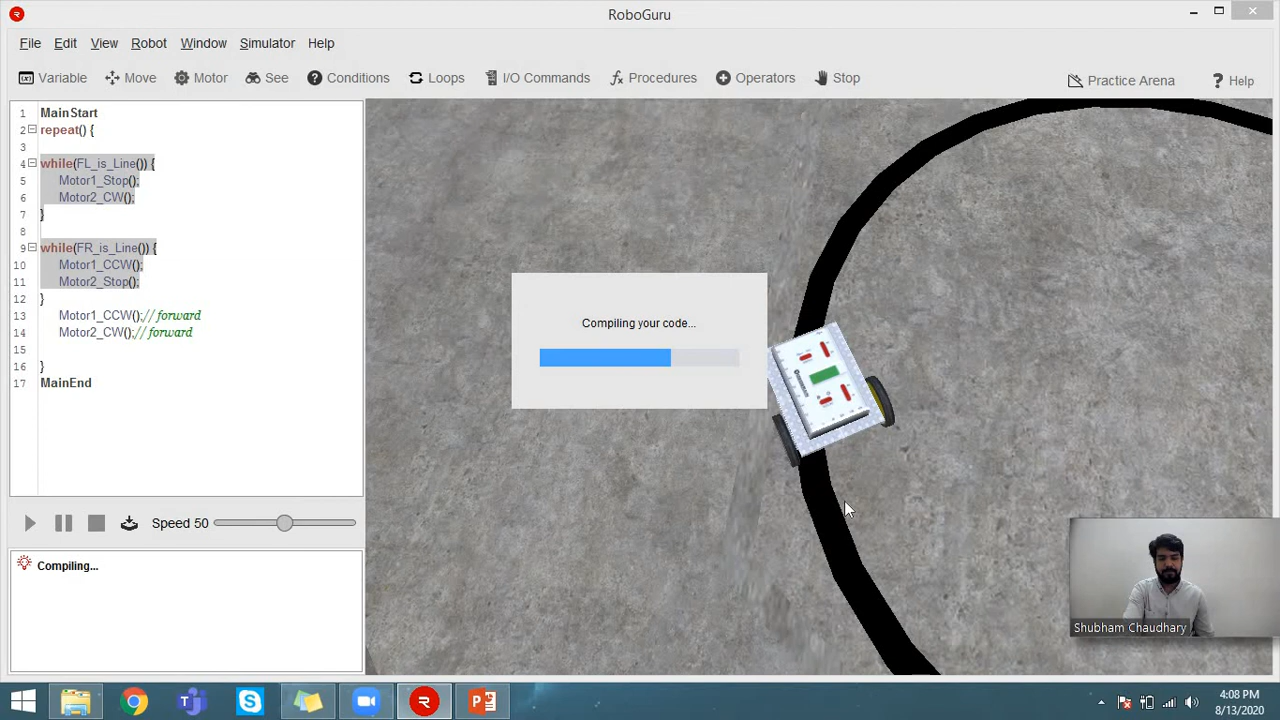 RoboGuru
File Edit View Robot Window Simulator Help
Variable Move Motor See Conditions Loops I/O Commands Procedures Operators Stop Practice Arena Help
1 MainStart
2 repeat() {
3
4 while(FL_is_Line()) {
5 Motor1_Stop();
6 Motor2_CW();
7 }
8
9 while(FR_is_Line()) {
10 Motor1_CCW();
11 Motor2_Stop();
12 }
13 Motor1_CCW();// forward
14 Motor2_CW();// forward
15
16 }
17 MainEnd
Compiling your code...
Speed 50
Compiling...
Shubham Chaudhary
4:08 PM
8/13/2020